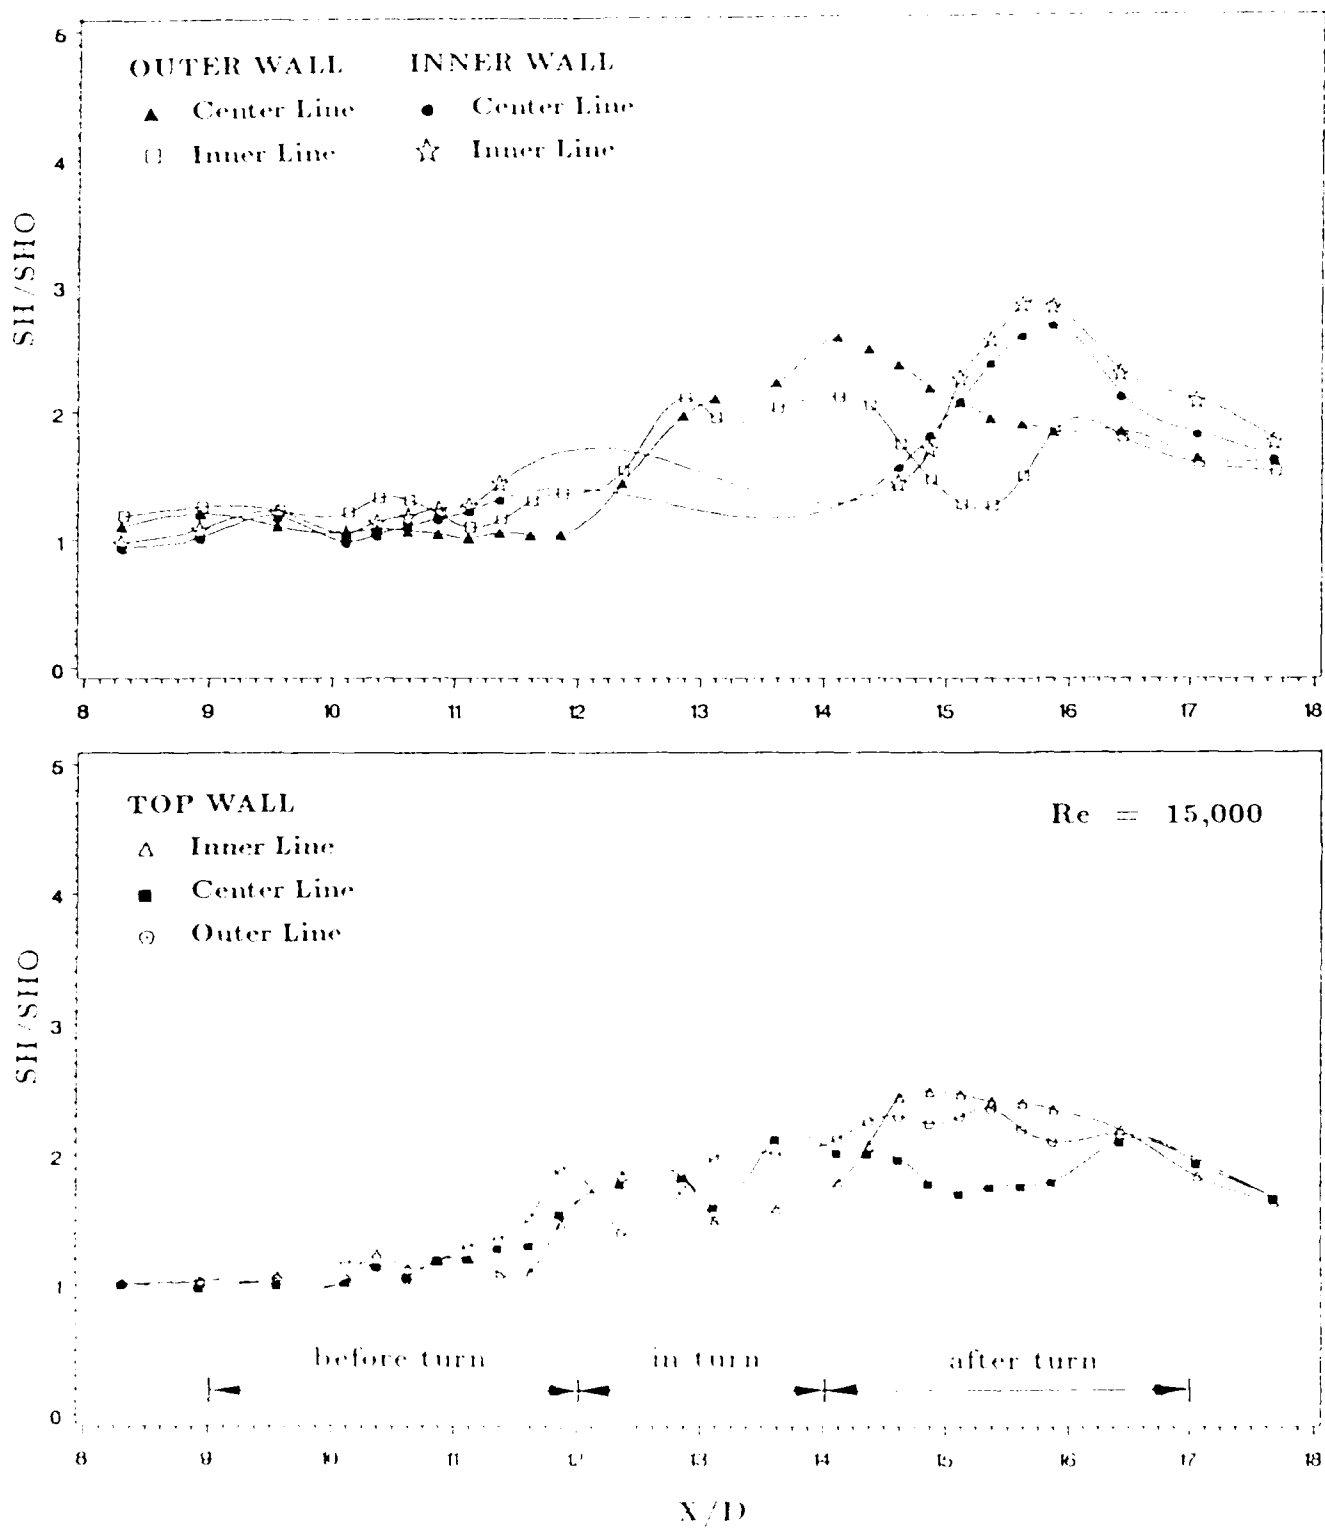 5
OUTER WALL INNER WALL
Center Line Center Line
Inner Line Inner Line
4
3
2
1
0
SH/SHO
8 9 10 11 12 13 14 15 16 17 18
5
TOP WALL Re = 15,000
Inner Line
Center Line
Outer Line
4
3
2
1
0
SH/SHO
before turn in turn after turn
8 9 10 11 12 13 14 15 16 17 18
X/D